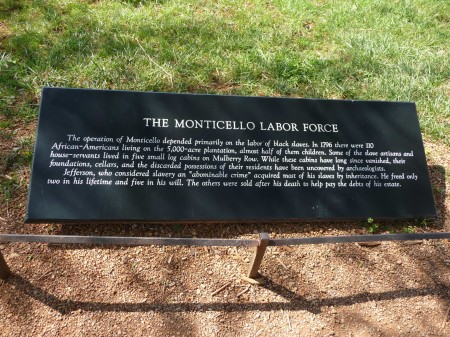 THE MONTICELLO LABOR FORCE
The operation of Monticello depended primarily on the labor of black slaves. In 1796 there were 110
African-Americans living on the 5,000-acre plantation, almost half of them children. Some of the slave artisans and
house-servants lived in five small log cabins on Mulberry Row. While these cabins have long since vanished, their
foundations, cellars, and the discarded possessions of their residents have been uncovered by archaeologists.
Jefferson, who considered slavery an "abominable crime" acquired most of his slaves by inheritance. He freed only
two in his lifetime and five in his will. The others were sold after his death to help pay the debts of his estate.